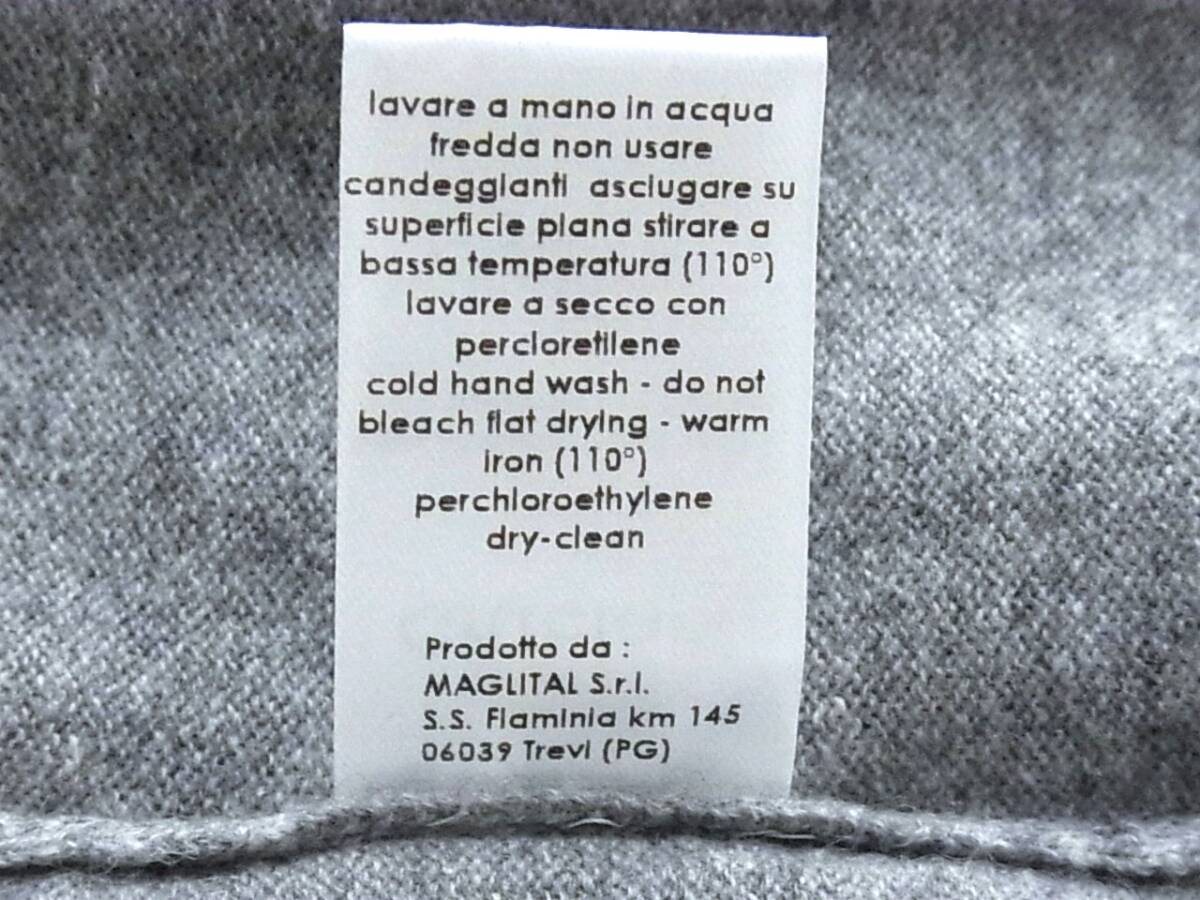 lavare a mano in acqua
fredda non usare
candeggianti asciugare su
superficie piana stirare a
bassa temperatura (110°)
lavare a secco con
percloretilene
cold hand wash - do not
bleach flat drying - warm
iron (110°)
perchloroethylene
dry-clean
Prodotto da :
MAGLITAL S.r.l.
S.S. Flaminia km 145
06039 Trevi (PG)